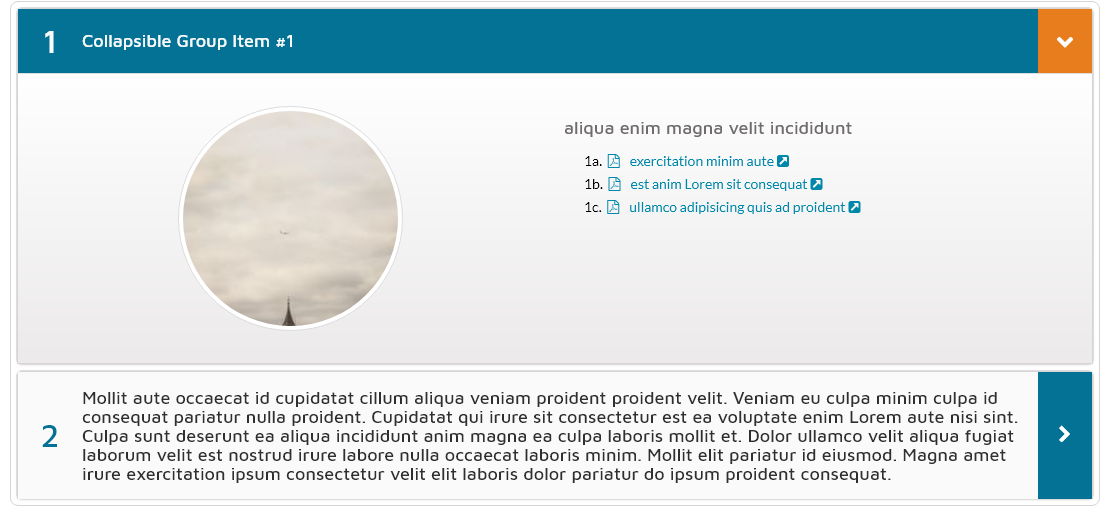 1 Collapsible Group Item #1
aliqua enim magna velit incididunt
1a. exercitation minim aute
1b. est anim Lorem sit consequat
1c. ullamco adipisicing quis ad proident
2
Mollit aute occaecat id cupidatat cillum aliqua veniam proident proident velit. Veniam eu culpa minim culpa id
consequat pariatur nulla proident. Cupidatat qui irure sit consectetur est ea voluptate enim Lorem aute nisi sint.
Culpa sunt deserunt ea aliqua incididunt anim magna ea culpa laboris mollit et. Dolor ullamco velit aliqua fugiat
laborum velit est nostrud irure labore nulla occaecat laboris minim. Mollit elit pariatur id eiusmod. Magna amet
irure exercitation ipsum consectetur velit elit laboris dolor pariatur do ipsum proident consequat.